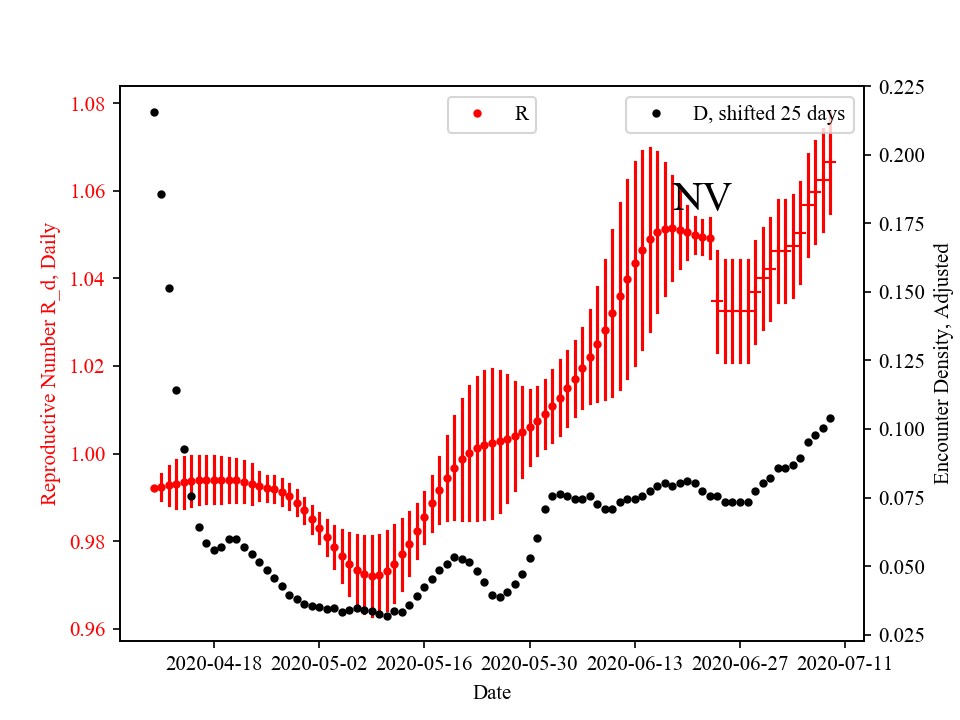 R
D, shifted 25 days
NV
Reproductive Number R_d, Daily
1.08
1.06
1.04
1.02
1.00
0.98
0.96
0.225
0.200
0.175
0.150
0.125
0.100
0.075
0.050
0.025
Encounter Density, Adjusted
2020-04-18 2020-05-02 2020-05-16 2020-05-30 2020-06-13 2020-06-27 2020-07-11
Date